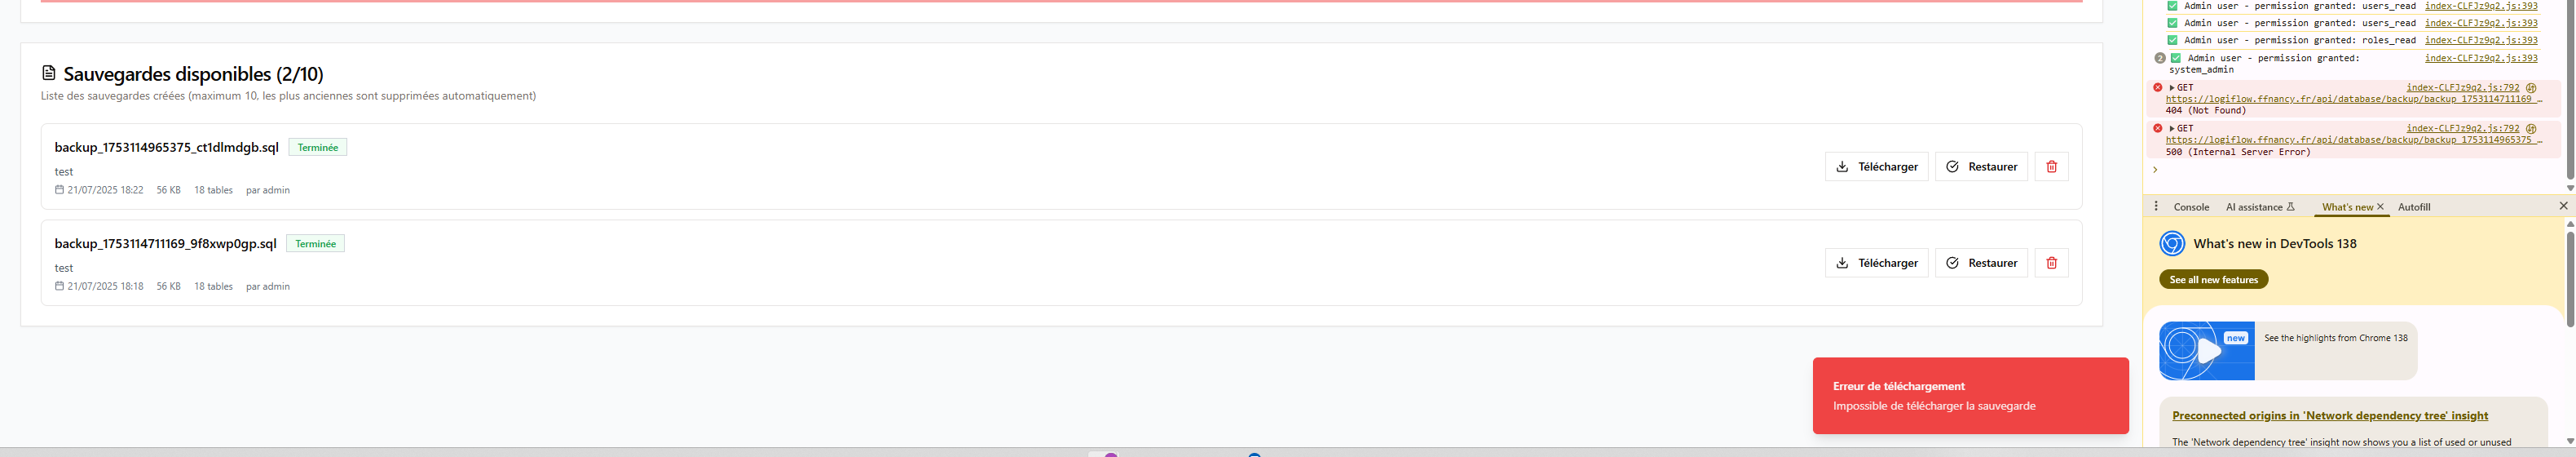 Sauvegardes disponibles (2/10)
Liste des sauvegardes créées (maximum 10, les plus anciennes sont supprimées automatiquement)
backup_1753114965375_ct1dlmdgb.sql Terminée
test
21/07/2025 18:22 56 KB 18 tables par admin
Télécharger Restaurer
backup_1753114711169_9f8xwp0gp.sql Terminée
test
21/07/2025 18:18 56 KB 18 tables par admin
Télécharger Restaurer
Erreur de téléchargement
Impossible de télécharger la sauvegarde
Admin user - permission granted: users_read index-CLFJz9q2.js:393
Admin user - permission granted: users_read index-CLFJz9q2.js:393
Admin user - permission granted: roles_read index-CLFJz9q2.js:393
2 Admin user - permission granted: index-CLFJz9q2.js:393
system_admin
GET index-CLFJz9q2.js:792
https://logiflow.ffnancy.fr/api/database/backup/backup_1753114711169_…
404 (Not Found)
GET index-CLFJz9q2.js:792
https://logiflow.ffnancy.fr/api/database/backup/backup_1753114965375_…
500 (Internal Server Error)
Console AI assistance What's new Autofill
What's new in DevTools 138
See all new features
new
See the highlights from Chrome 138
Preconnected origins in 'Network dependency tree' insight
The 'Network dependency tree' insight now shows you a list of used or unused